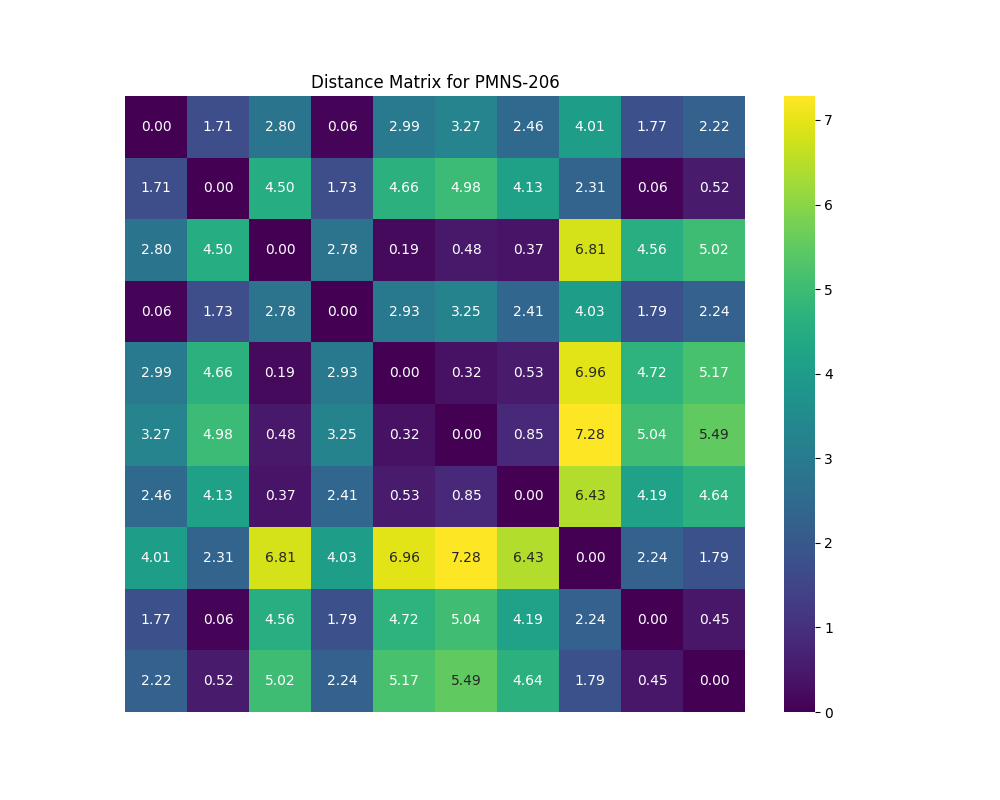 Distance Matrix for PMNS-206
0.00 1.71 2.80 0.06 2.99 3.27 2.46 4.01 1.77 2.22
1.71 0.00 4.50 1.73 4.66 4.98 4.13 2.31 0.06 0.52
2.80 4.50 0.00 2.78 0.19 0.48 0.37 6.81 4.56 5.02
0.06 1.73 2.78 0.00 2.93 3.25 2.41 4.03 1.79 2.24
2.99 4.66 0.19 2.93 0.00 0.32 0.53 6.96 4.72 5.17
3.27 4.98 0.48 3.25 0.32 0.00 0.85 7.28 5.04 5.49
2.46 4.13 0.37 2.41 0.53 0.85 0.00 6.43 4.19 4.64
4.01 2.31 6.81 4.03 6.96 7.28 6.43 0.00 2.24 1.79
1.77 0.06 4.56 1.79 4.72 5.04 4.19 2.24 0.00 0.45
2.22 0.52 5.02 2.24 5.17 5.49 4.64 1.79 0.45 0.00
7
6
5
4
3
2
1
0